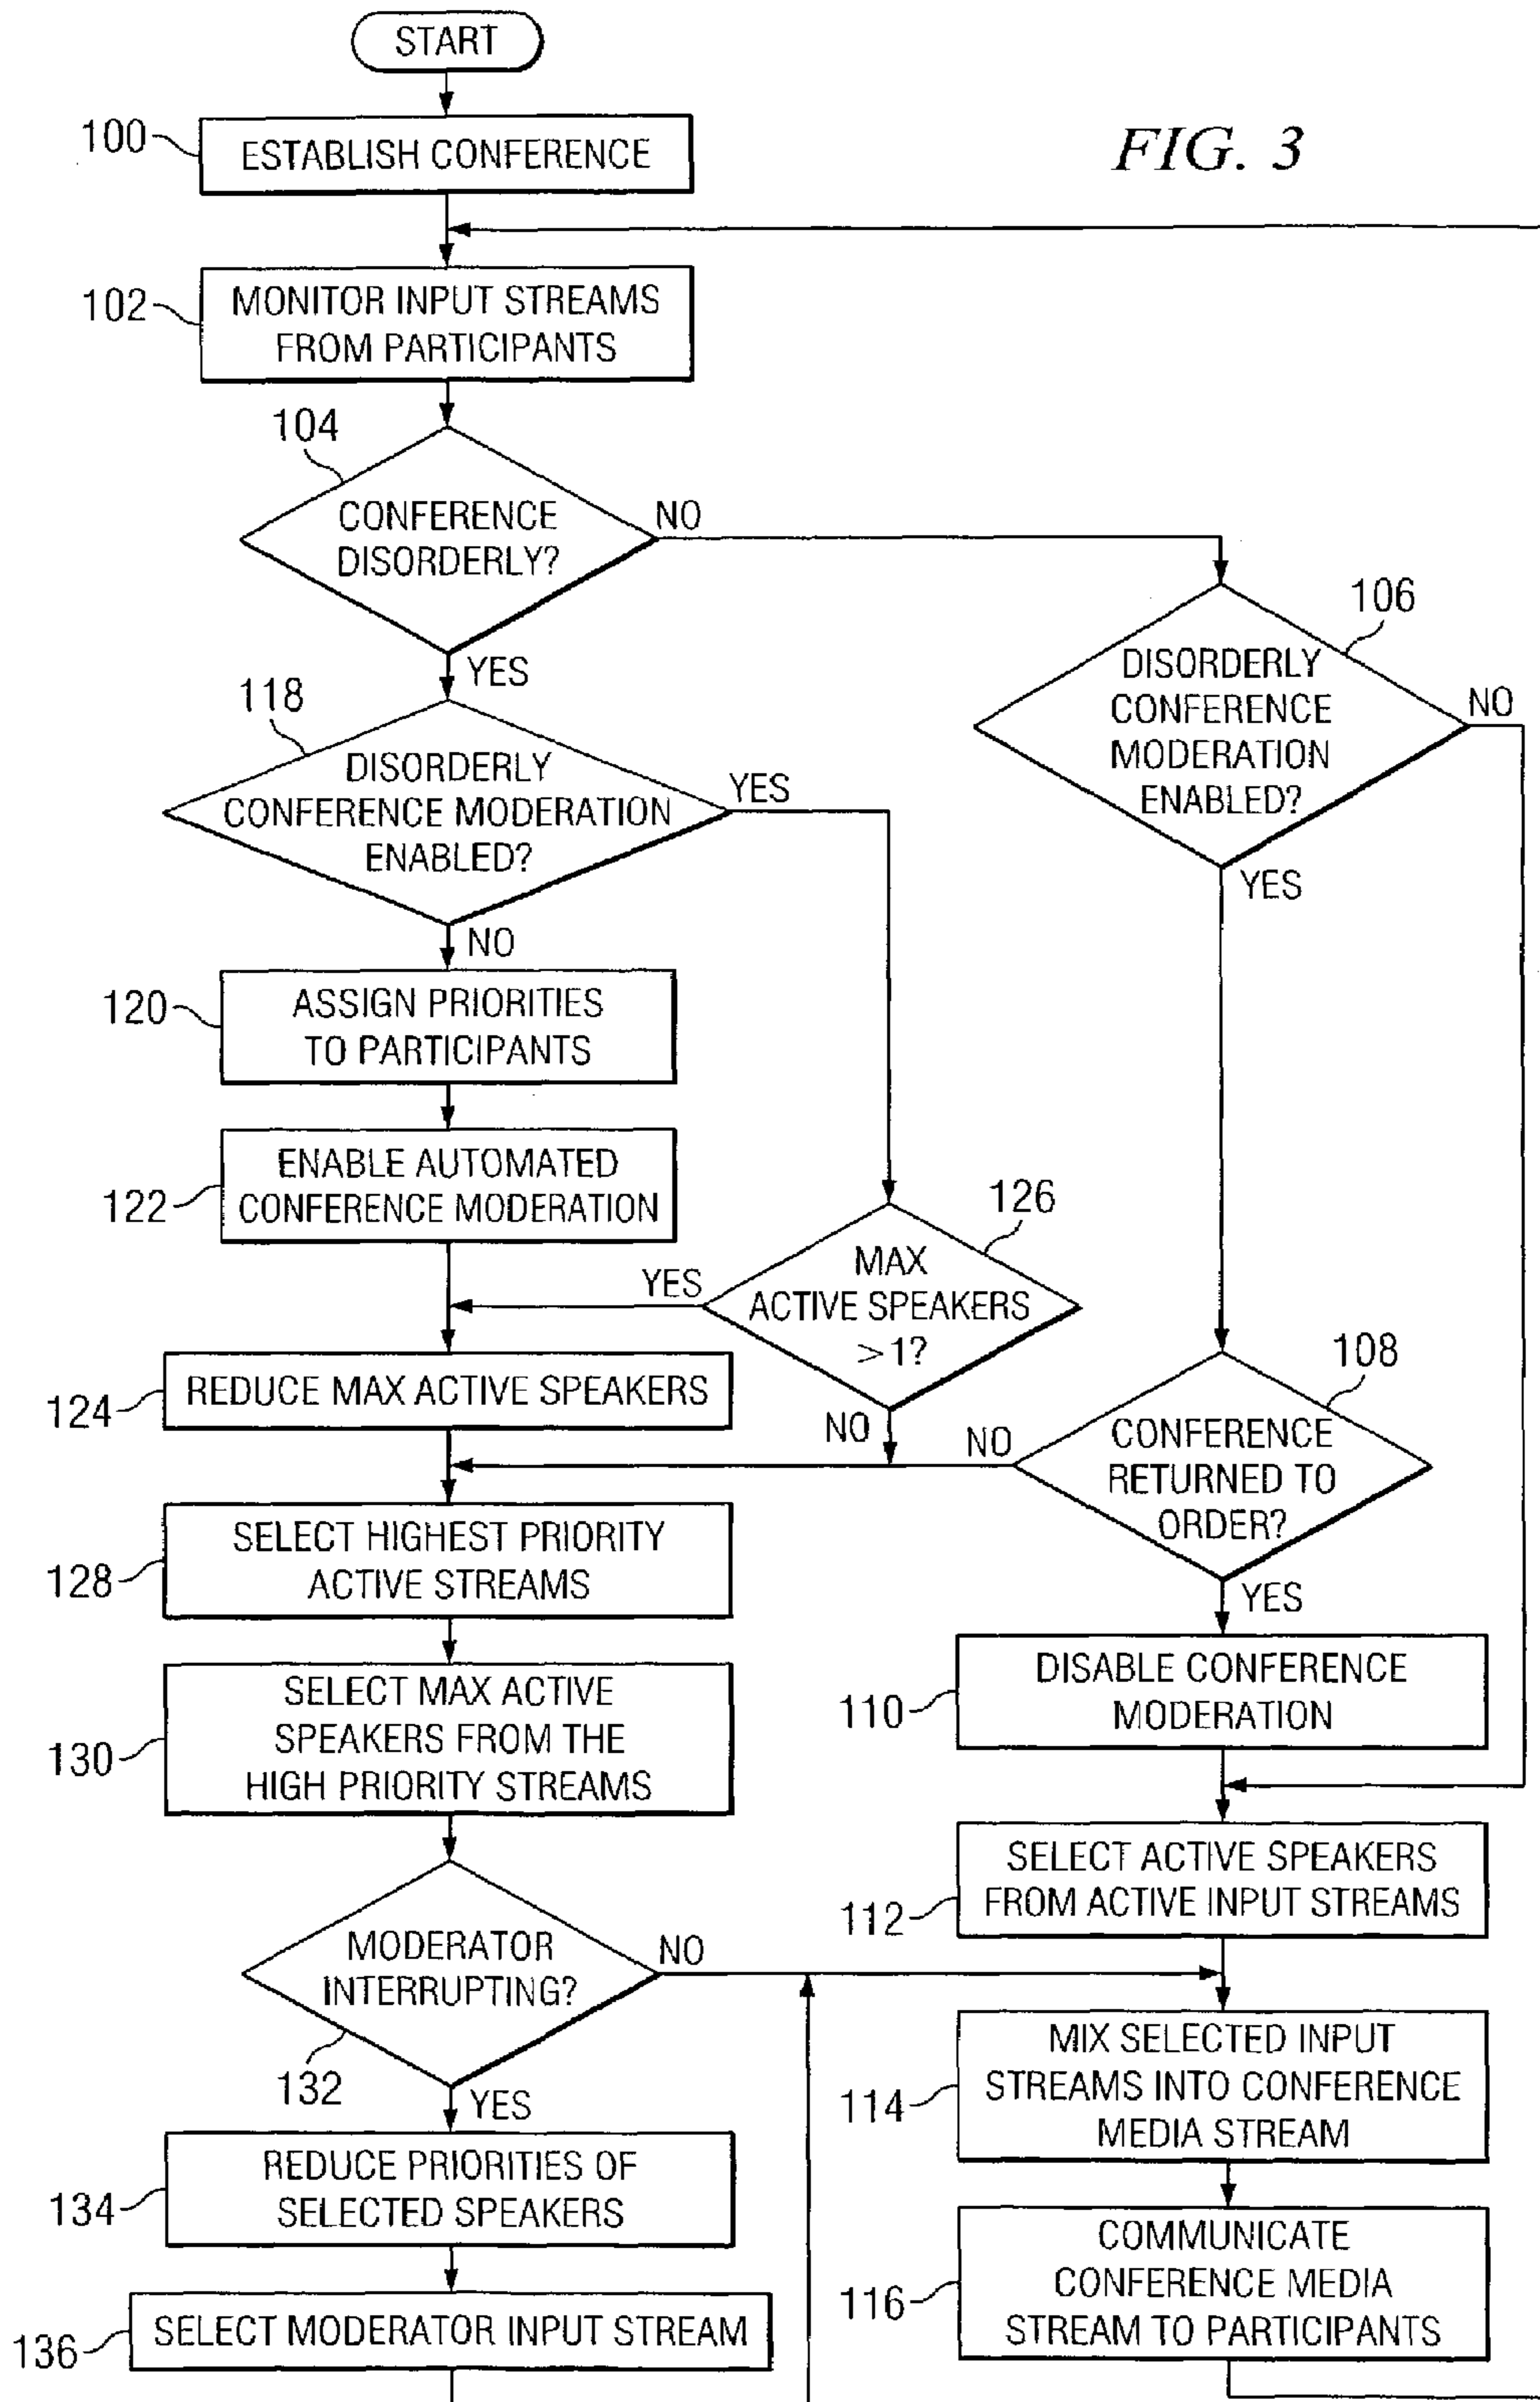 START
FIG. 3
100
ESTABLISH CONFERENCE
102
MONITOR INPUT STREAMS
FROM PARTICIPANTS
104
CONFERENCE
DISORDERLY?
NO
YES
106
DISORDERLY
CONFERENCE
MODERATION
ENABLED?
NO
YES
118
DISORDERLY
CONFERENCE MODERATION
ENABLED?
YES
NO
120
ASSIGN PRIORITIES
TO PARTICIPANTS
122
ENABLE AUTOMATED
CONFERENCE MODERATION
126
MAX
ACTIVE SPEAKERS
>1?
YES
NO
124
REDUCE MAX ACTIVE SPEAKERS
108
CONFERENCE
RETURNED TO
ORDER?
NO
YES
128
SELECT HIGHEST PRIORITY
ACTIVE STREAMS
110
DISABLE CONFERENCE
MODERATION
130
SELECT MAX ACTIVE
SPEAKERS FROM THE
HIGH PRIORITY STREAMS
112
SELECT ACTIVE SPEAKERS
FROM ACTIVE INPUT STREAMS
MODERATOR
INTERRUPTING?
NO
132
YES
114
MIX SELECTED INPUT
STREAMS INTO CONFERENCE
MEDIA STREAM
134
REDUCE PRIORITIES OF
SELECTED SPEAKERS
116
COMMUNICATE
CONFERENCE MEDIA
STREAM TO PARTICIPANTS
136
SELECT MODERATOR INPUT STREAM